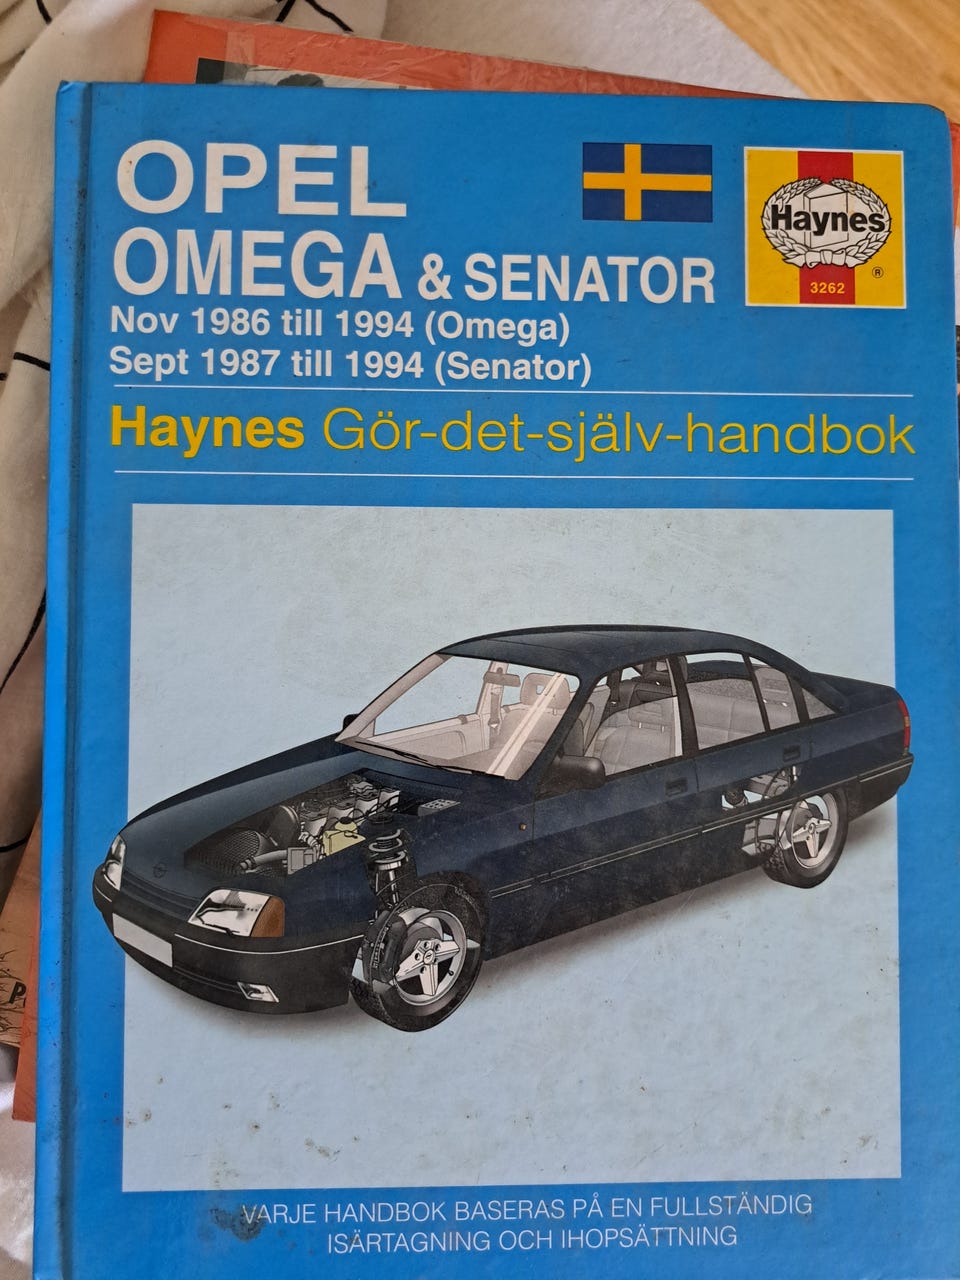 OPEL
OMEGA & SENATOR
Nov 1986 till 1994 (Omega)
Sept 1987 till 1994 (Senator)
Haynes
®
3262
Haynes Gör-det-själv-handbok
VARJE HANDBOK BASERAS PÅ EN FULLSTÄNDIG
ISÄRTAGNING OCH IHOPSÄTTNING